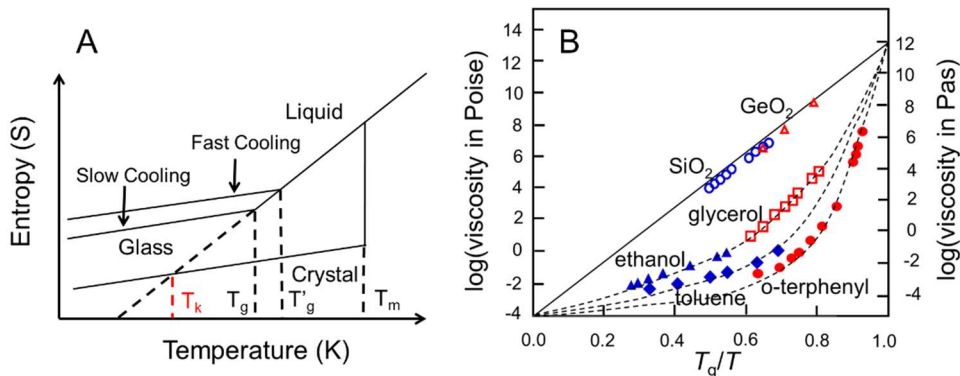 A
Entropy (S)
Liquid
Fast Cooling
Slow Cooling
Glass
Crystal
Tk
Tg
T'g
Tm
Temperature (K)
B
log(viscosity in Poise)
14
12
10
8
6
4
2
0
-2
-4
GeO2
SiO2
glycerol
ethanol
toluene
o-terphenyl
0.0 0.2 0.4 0.6 0.8 1.0
Tg/T
12
10
8
6
4
2
0
-2
-4
log(viscosity in Pas)